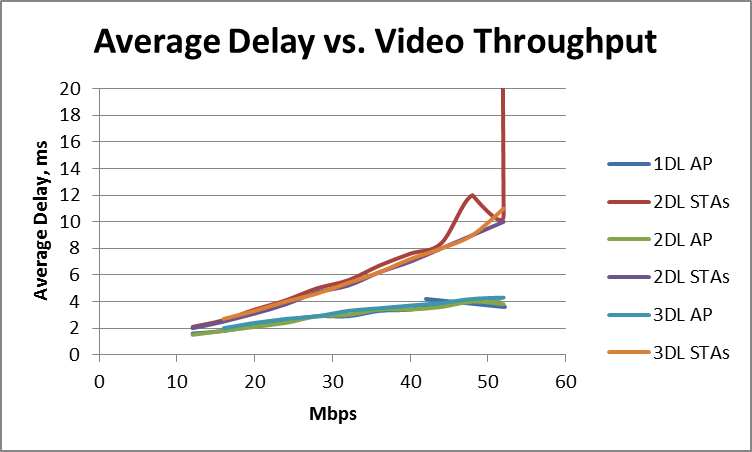 Average Delay vs. Video Throughput
20
18
16
14
12
10
8
6
4
2
0
Average Delay, ms
0 10 20 30 40 50 60
Mbps
1DL AP
2DL STAs
2DL AP
2DL STAs
3DL AP
3DL STAs